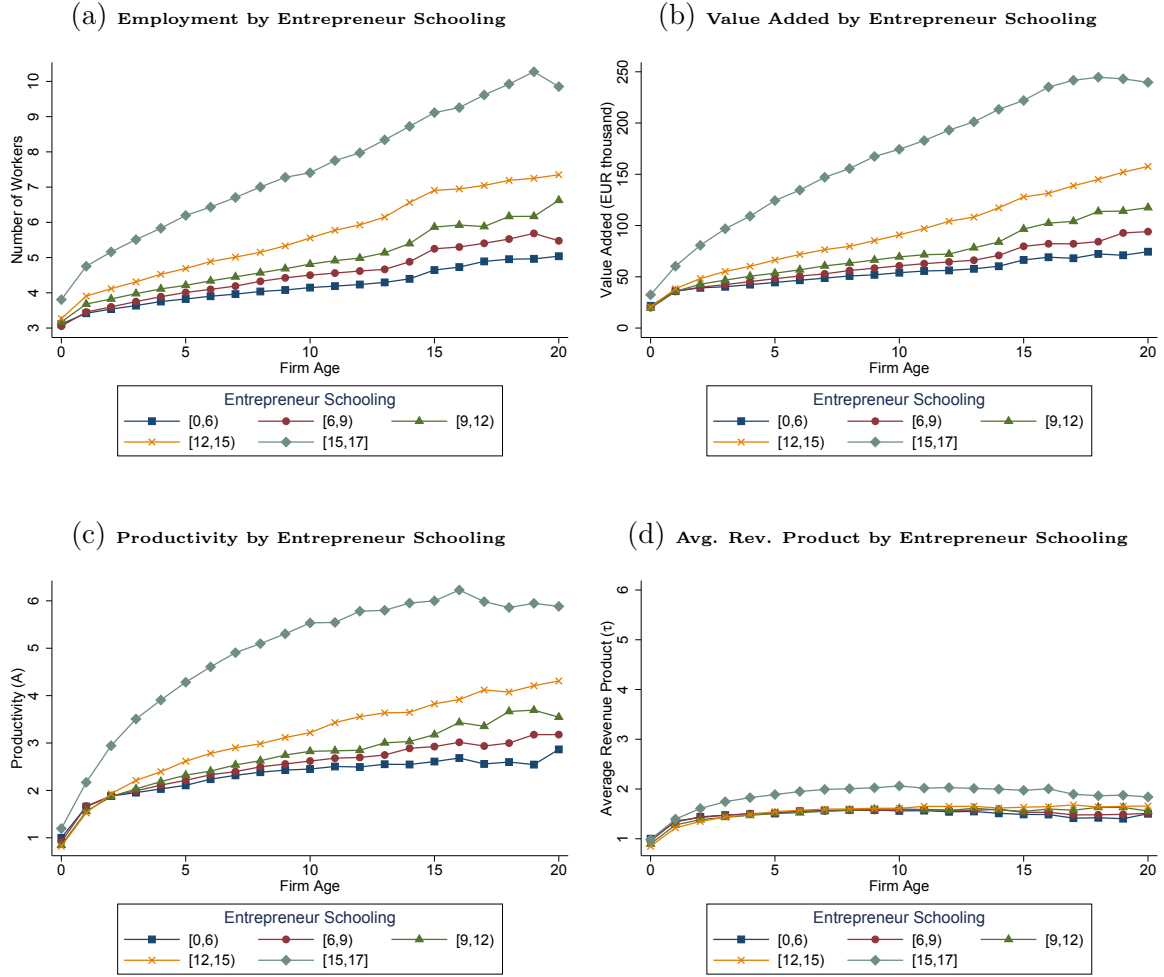 (a) Employment by Entrepreneur Schooling
Number of Workers
10
9
8
7
6
5
4
3
0 5 10 15 20
Firm Age
Entrepreneur Schooling
[0,6) [6,9) [9,12)
[12,15) [15,17]
(b) Value Added by Entrepreneur Schooling
Value Added (EUR thousand)
250
200
150
100
50
0
0 5 10 15 20
Firm Age
Entrepreneur Schooling
[0,6) [6,9) [9,12)
[12,15) [15,17]
(c) Productivity by Entrepreneur Schooling
Productivity (A)
6
5
4
3
2
1
0 5 10 15 20
Firm Age
Entrepreneur Schooling
[0,6) [6,9) [9,12)
[12,15) [15,17]
(d) Avg. Rev. Product by Entrepreneur Schooling
Average Revenue Product (τ)
6
5
4
3
2
1
0 5 10 15 20
Firm Age
Entrepreneur Schooling
[0,6) [6,9) [9,12)
[12,15) [15,17]